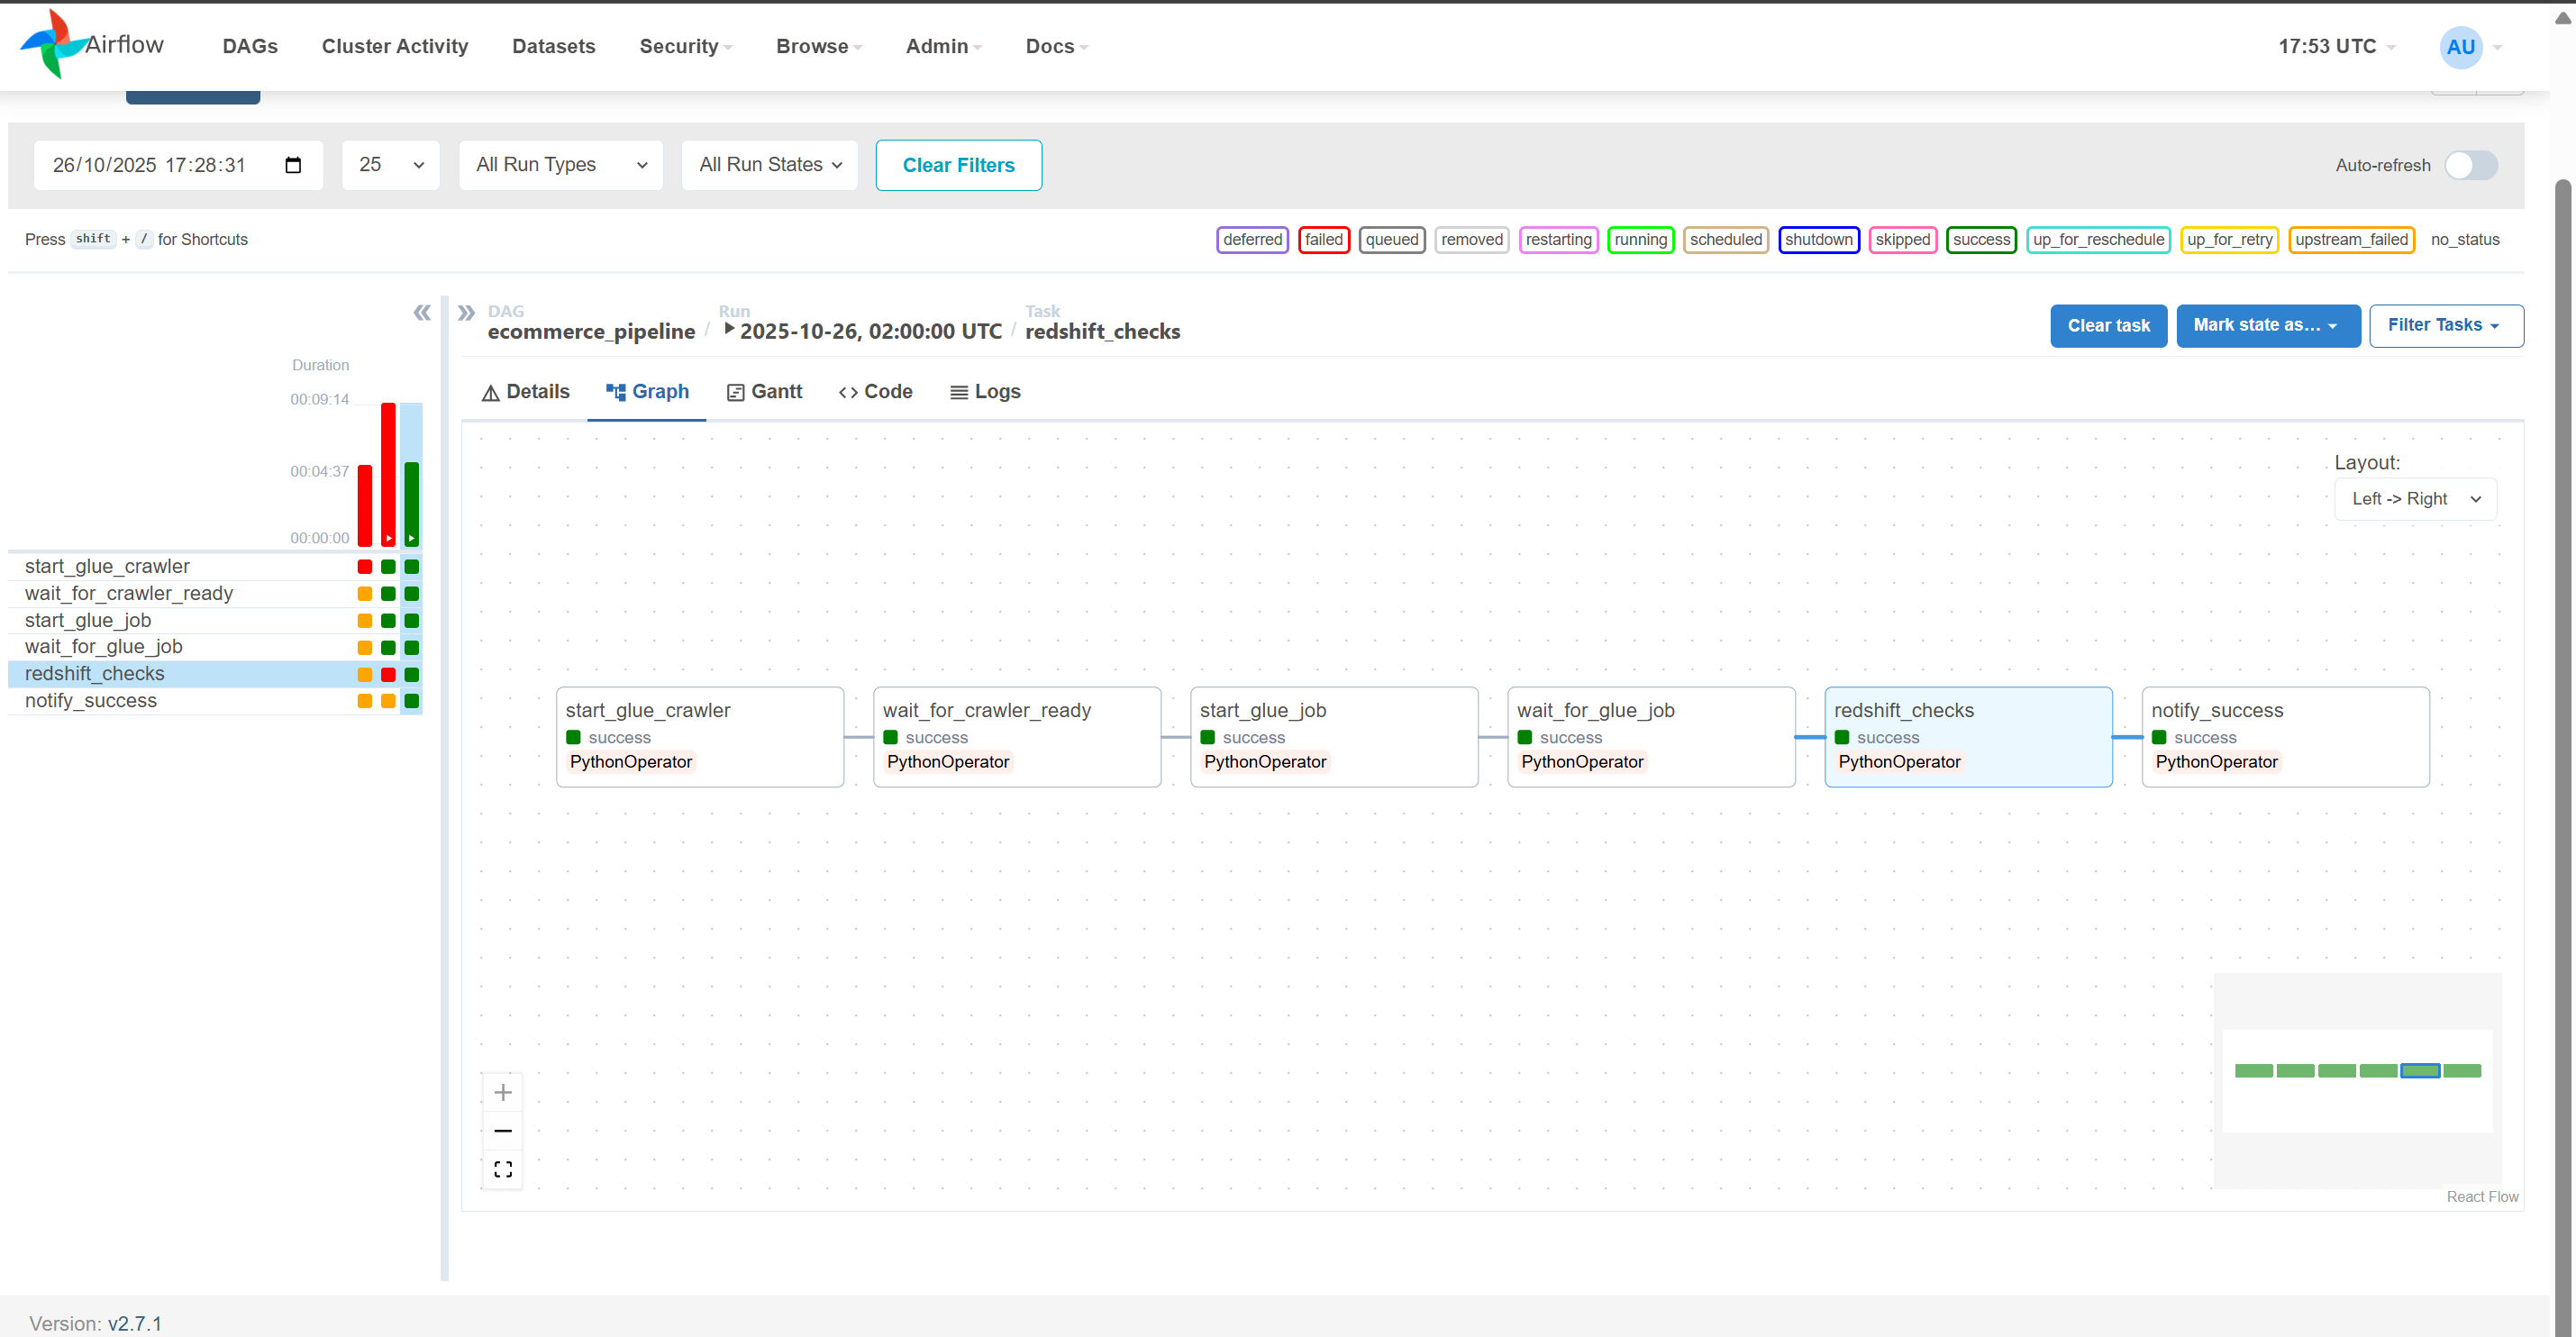 Airflow DAGs Cluster Activity Datasets Security Browse Admin Docs 17:53 UTC AU
26/10/2025 17:28:31 25 All Run Types All Run States Clear Filters Auto-refresh
Press shift + / for Shortcuts deferred failed queued removed restarting running scheduled shutdown skipped success up_for_reschedule up_for_retry upstream_failed no_status
DAG Run Task
ecommerce_pipeline / 2025-10-26, 02:00:00 UTC / redshift_checks
Clear task Mark state as... Filter Tasks
Details Graph Gantt Code Logs
Duration
00:09:14
00:04:37
00:00:00
start_glue_crawler
wait_for_crawler_ready
start_glue_job
wait_for_glue_job
redshift_checks
notify_success
Layout:
Left -> Right
start_glue_crawler
success
PythonOperator
wait_for_crawler_ready
success
PythonOperator
start_glue_job
success
PythonOperator
wait_for_glue_job
success
PythonOperator
redshift_checks
success
PythonOperator
notify_success
success
PythonOperator
React Flow
Version: v2.7.1